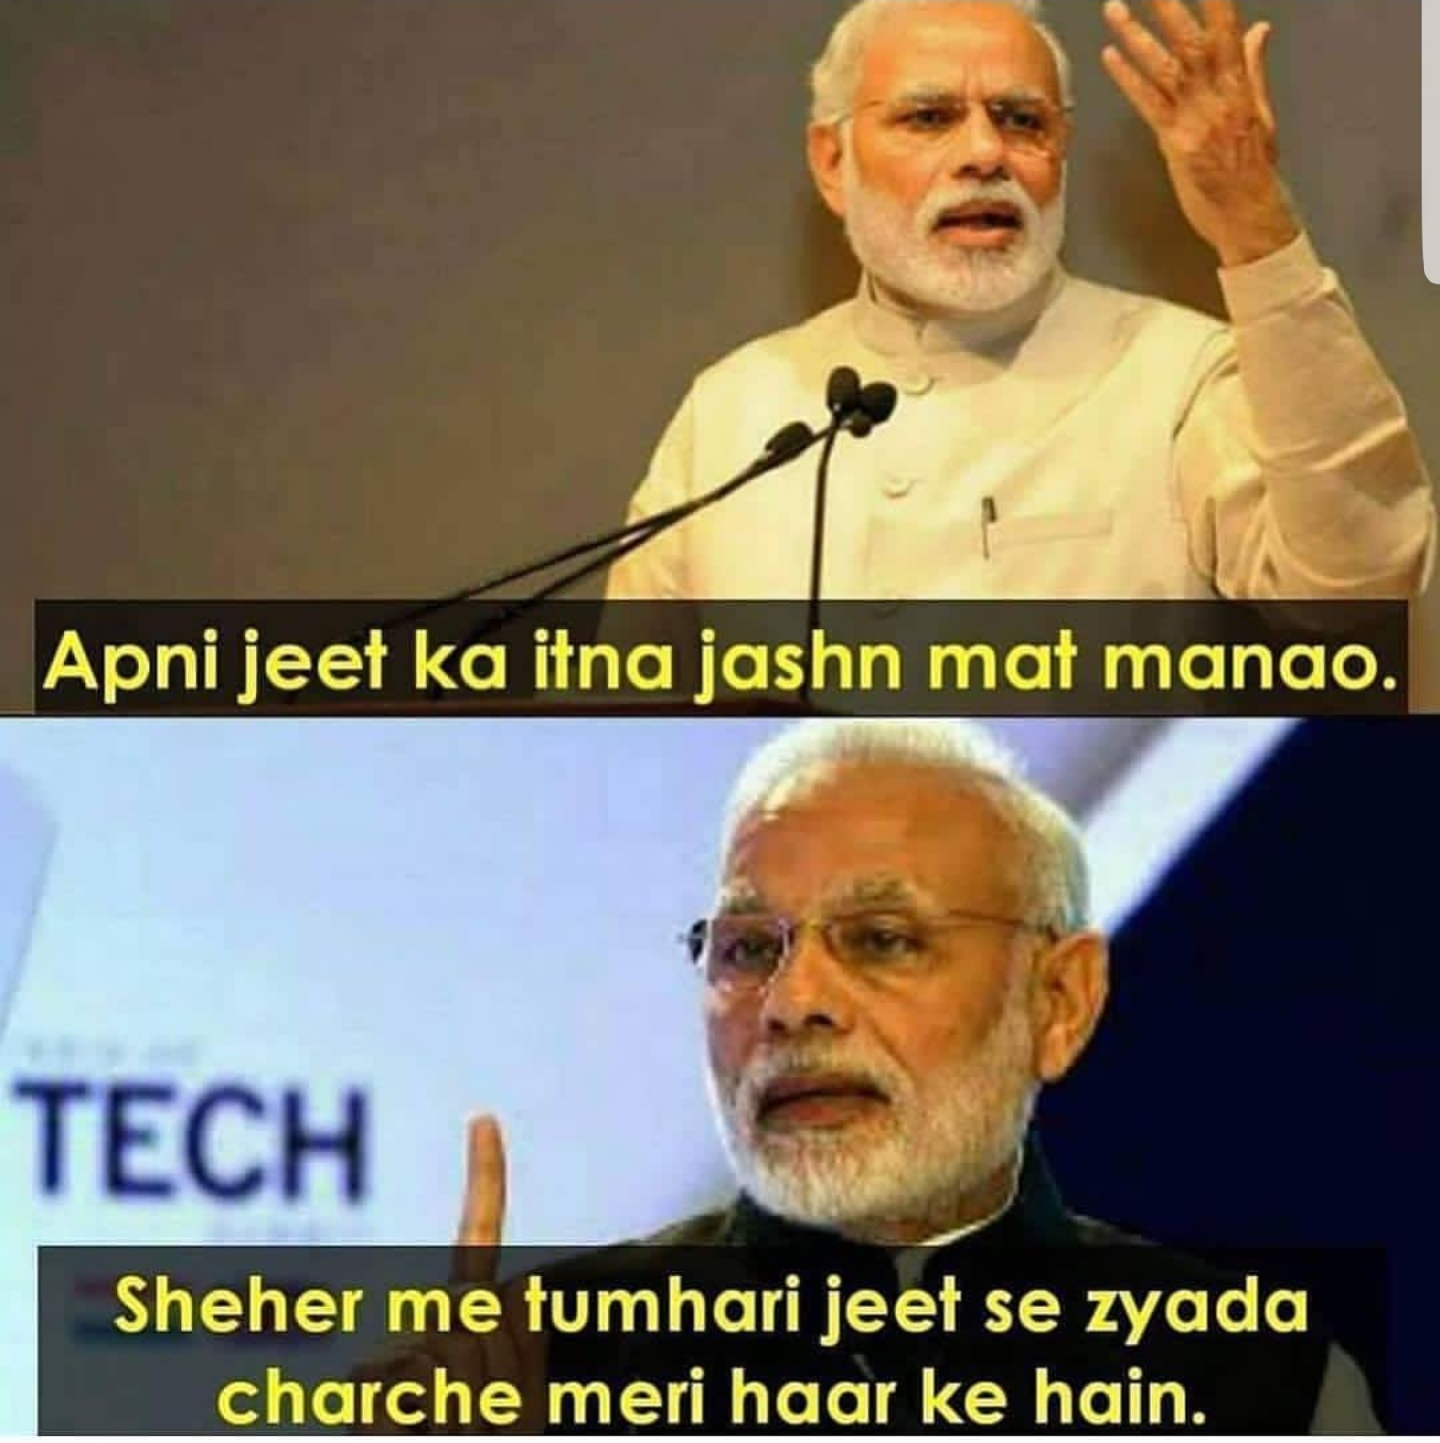 Apni jeet ka itna jashn mat manao.
TECH
Sheher me tumhari jeet se zyada
charche meri haar ke hain.